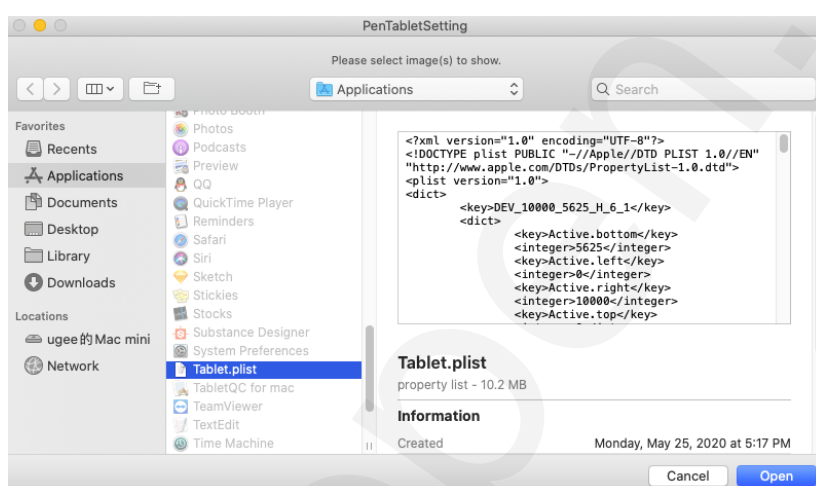 PenTabletSetting
Please select image(s) to show.
Applications
Search
Favorites
Recents
Applications
Documents
Desktop
Library
Downloads
Locations
ugee的Mac mini
Network
Photo Booth
Photos
Podcasts
Preview
QQ
QuickTime Player
Reminders
Safari
Siri
Sketch
Stickies
Stocks
Substance Designer
System Preferences
Tablet.plist
TabletQC for mac
TeamViewer
TextEdit
Time Machine
<?xml version="1.0" encoding="UTF-8"?>
<!DOCTYPE plist PUBLIC "-//Apple//DTD PLIST 1.0//EN"
"http://www.apple.com/DTDs/PropertyList-1.0.dtd">
<plist version="1.0">
<dict>
<key>DEV_10000_5625_H_6_1</key>
<dict>
<key>Active.bottom</key>
<integer>5625</integer>
<key>Active.left</key>
<integer>0</integer>
<key>Active.right</key>
<integer>10000</integer>
<key>Active.top</key>
Tablet.plist
property list - 10.2 MB
Information
Created Monday, May 25, 2020 at 5:17 PM
Cancel
Open